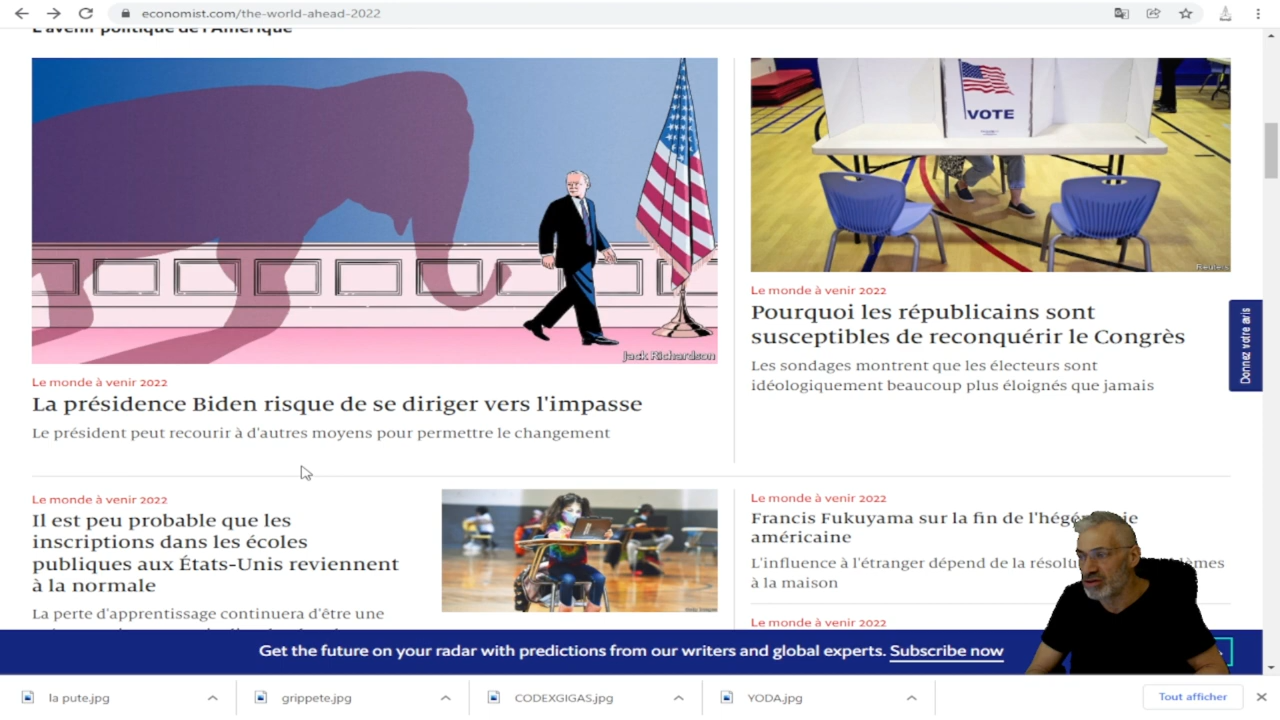 economist.com/the-world-ahead-2022
L'avenir politique de l'Amérique
VOTE
Jack Richardson
Reuters
Le monde à venir 2022
La présidence Biden risque de se diriger vers l'impasse
Le président peut recourir à d'autres moyens pour permettre le changement
Le monde à venir 2022
Pourquoi les républicains sont
susceptibles de reconquérir le Congrès
Les sondages montrent que les électeurs sont
idéologiquement beaucoup plus éloignés que jamais
Donnez votre avis
Le monde à venir 2022
Il est peu probable que les
inscriptions dans les écoles
publiques aux États-Unis reviennent
à la normale
La perte d'apprentissage continuera d'être une
Le monde à venir 2022
Francis Fukuyama sur la fin de
américaine
L'influence à l'étranger dépend de la
à la maison
Le monde à venir 2022
Get the future on your radar with predictions from our writers and global experts. Subscribe now
la pute.jpg
grippete.jpg
CODEXGIGAS.jpg
YODA.jpg
Tout afficher